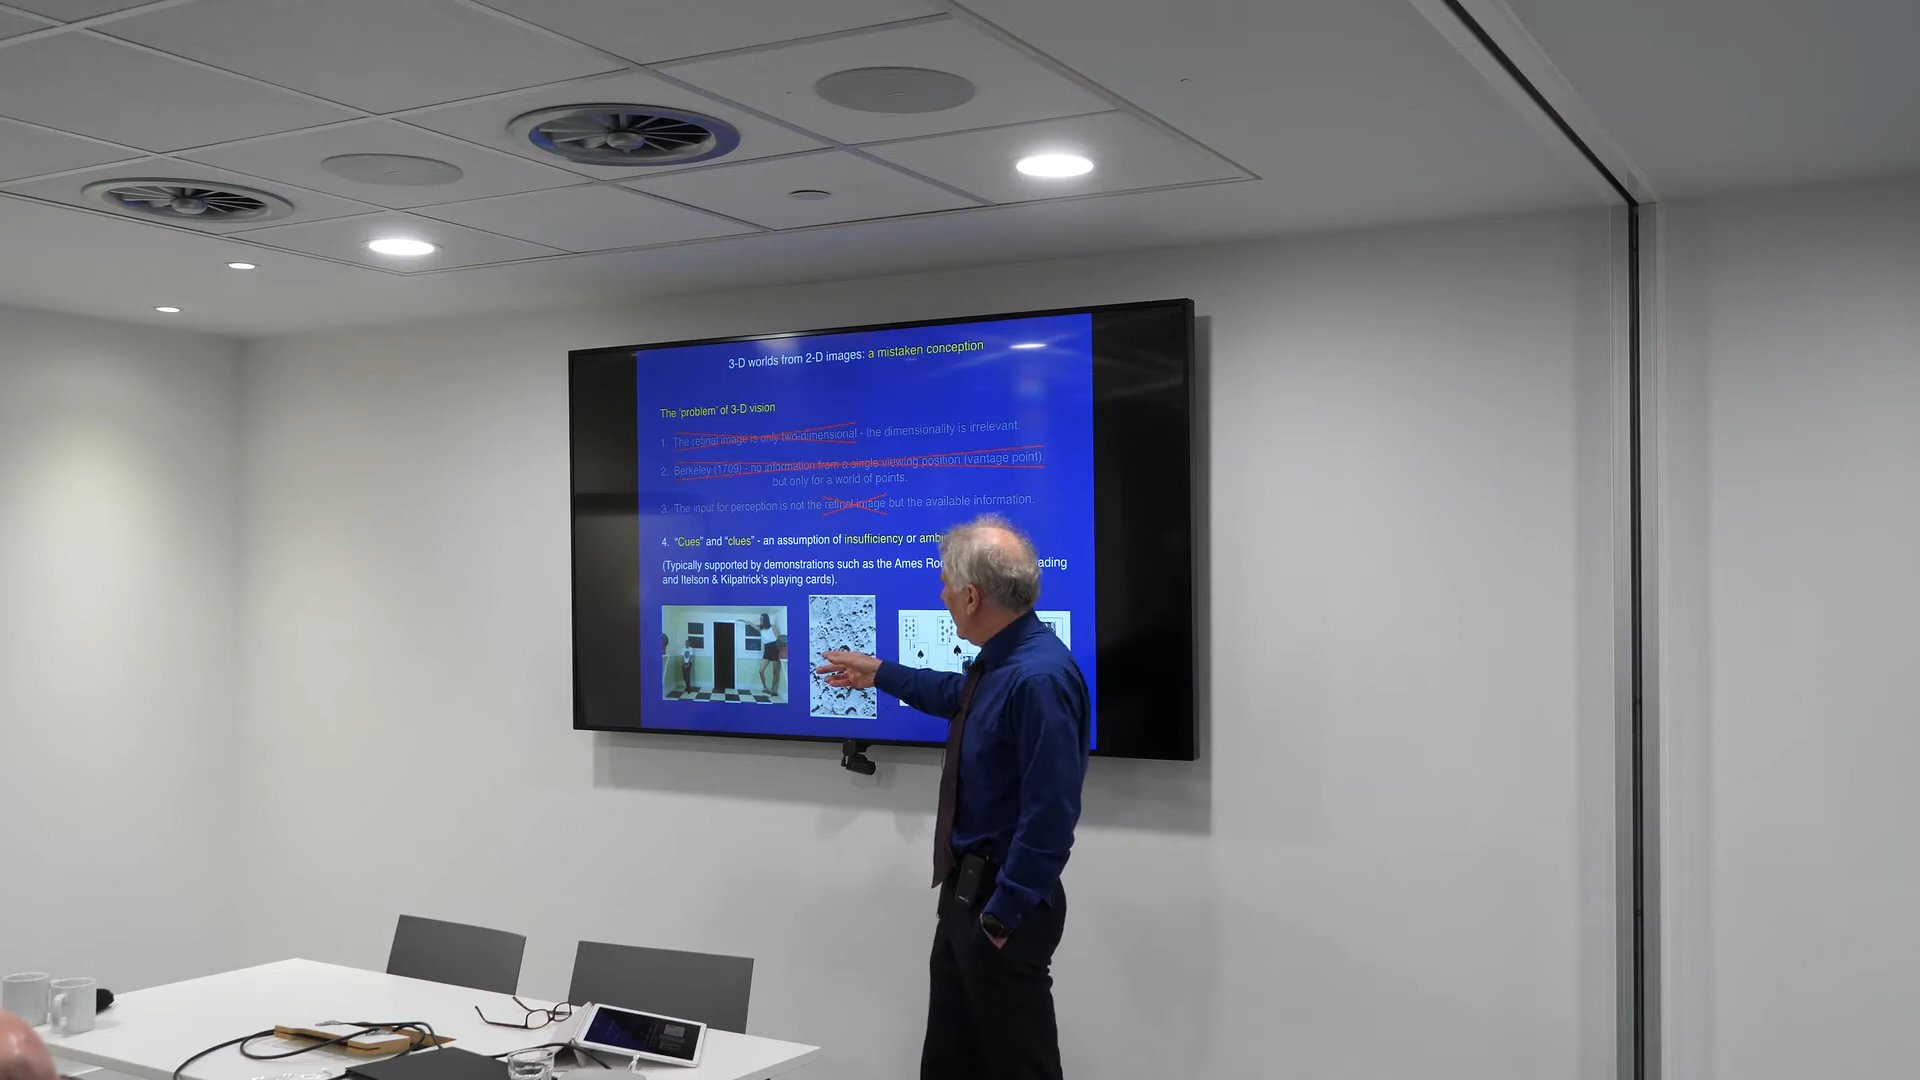 3-D worlds from 2-D images: a mistaken conception
The 'problem' of 3-D vision
1. The retinal image is only two-dimensional - the dimensionality is irrelevant.
2. Berkeley (1709) - no information from a single viewing position (vantage point).
but only for a world of points.
3. The input for perception is not the retinal image but the available information.
4. "Cues" and "clues" - an assumption of insufficiency or
(Typically supported by demonstrations such as the Ames
and Itelson & Kilpatrick's playing cards).